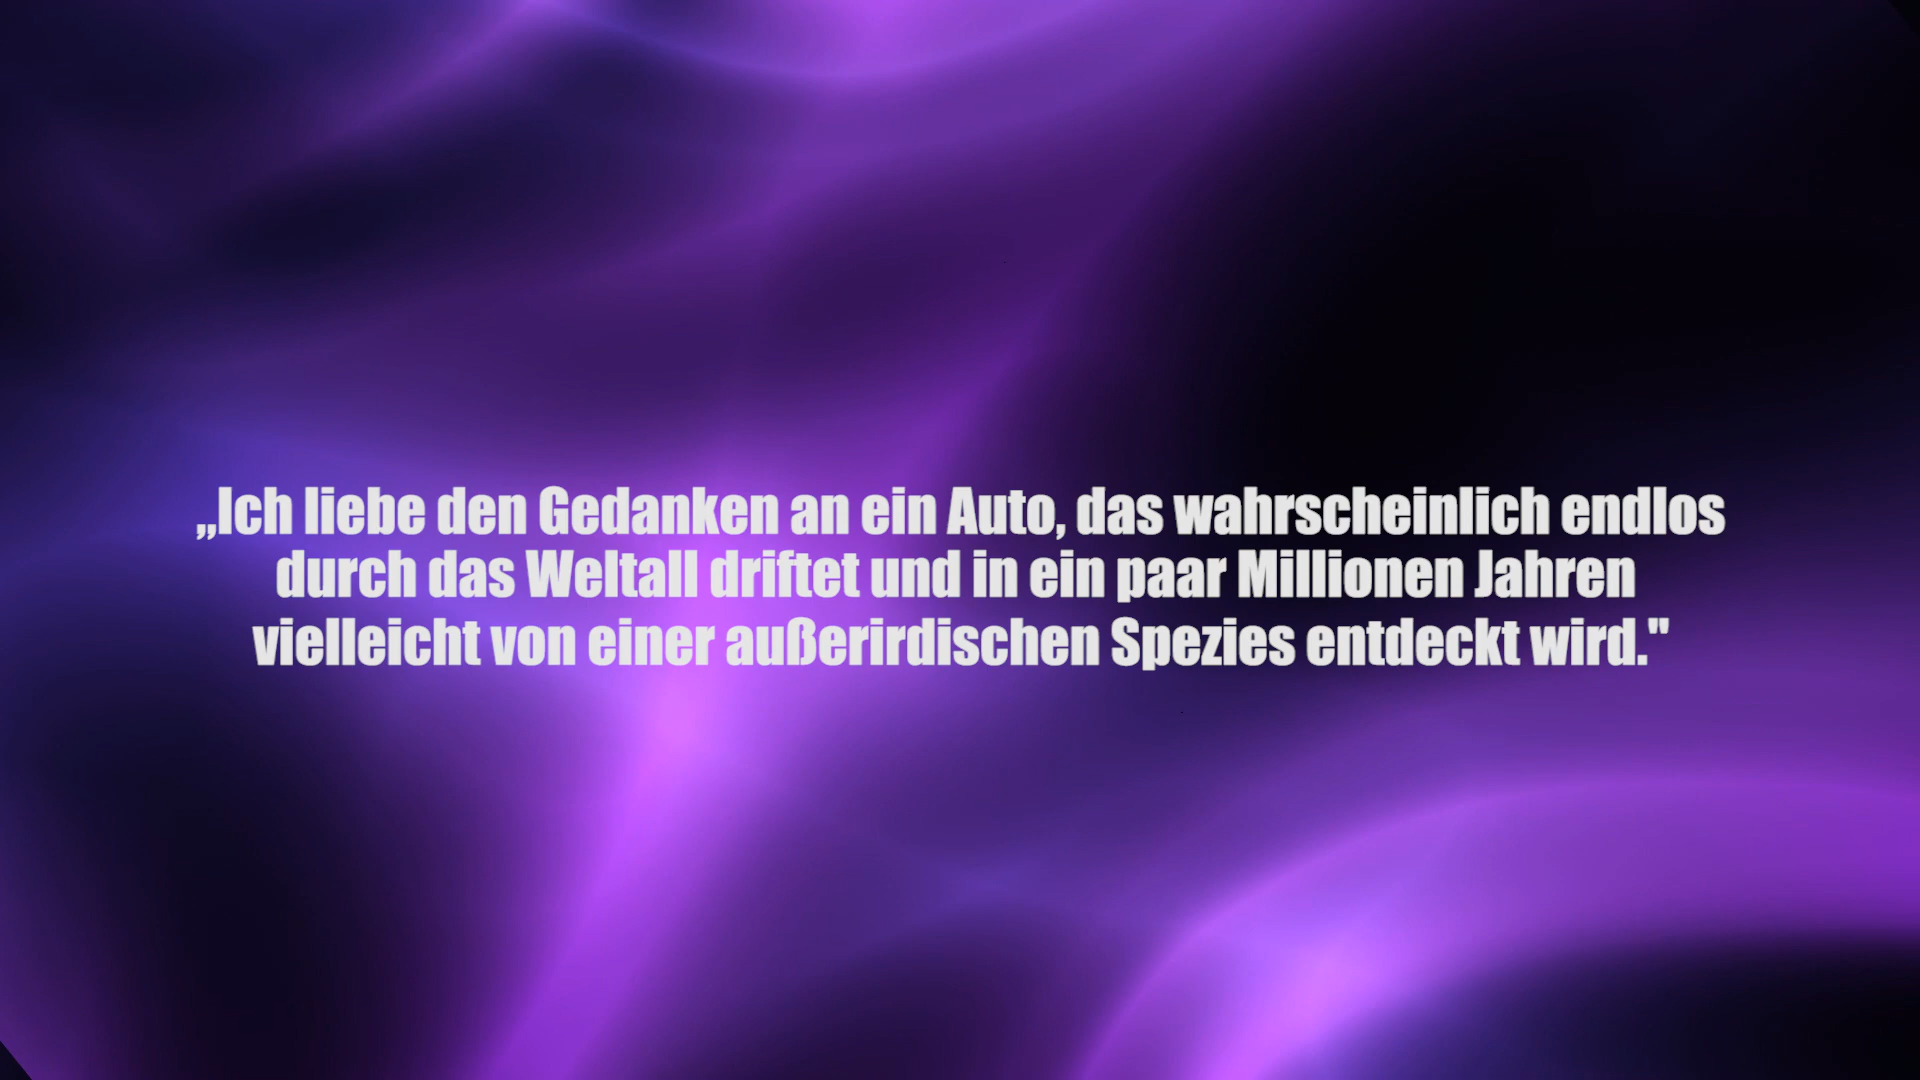 „Ich liebe den Gedanken an ein Auto, das wahrscheinlich endlos
durch das Weltall driftet und in ein paar Millionen Jahren
vielleicht von einer außerirdischen Spezies entdeckt wird."